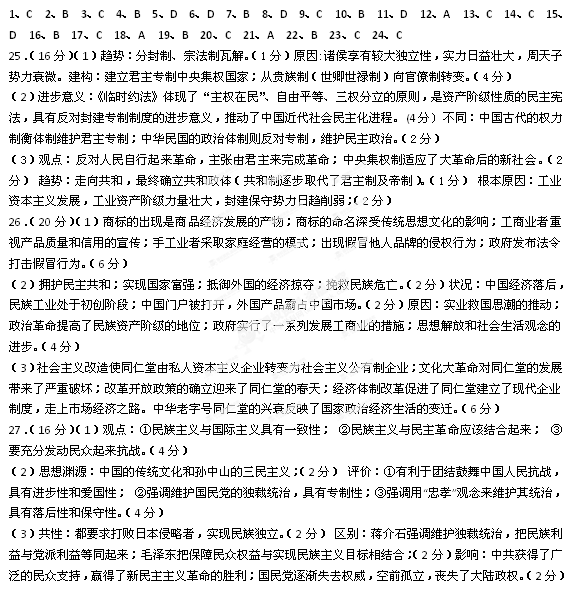 1、C 2、B 3、C 4、B 5、D 6、D 7、B 8、D 9、C 10、B 11、D 12、A 13、C 14、C 15、
D 16、B 17、C 18、A 19、B 20、C 21、A 22、B 23、C 24、C
25.(16分)(1)趋势：分封制、宗法制瓦解。(1分)原因:诸侯享有较大独立性，实力日益壮大，周天子
势力衰微。建构：建立君主专制中央集权国家；从贵族制(世卿世禄制)向官僚制转变。(4分)
(2)进步意义：《临时约法》体现了“主权在民”、自由平等、三权分立的原则，是资产阶级性质的民主宪
法，具有反对封建专制制度的进步意义，推动了中国近代社会民主化进程。(4分)不同：中国古代的权力
制衡体制维护君主专制；中华民国的政治体制则反对专制，维护民主政治。(2分)
(3)观点：反对人民自行起来革命，主张由君主来完成革命；中央集权制适应了大革命后的新社会。(2
分) 趋势：走向共和，最终确立共和政体(共和制逐步取代了君主制及帝制)。(1分) 根本原因：工业
资本主义发展，工业资产阶级力量壮大，封建保守势力日趋削弱；(2分)
26.(20分)(1)商标的出现是商品经济发展的产物；商标的命名深受传统思想文化的影响；工商业者重
视产品质量和信用的宣传；手工业者采取家庭经营的模式；出现假冒他人品牌的侵权行为；政府发布法令
打击假冒行为。(6分)
(2)拥护民主共和；实现国家富强；抵御外国的经济掠夺；挽救民族危亡。(2分)状况：中国经济落后，
民族工业处于初创阶段；中国门户被打开，外国产品霸占中国市场。(2分)原因：实业救国思潮的推动；
政治革命提高了民族资产阶级的地位；政府实行了一系列发展工商业的措施；思想解放和社会生活观念的
进步。(4分)
(3)社会主义改造使同仁堂由私人资本主义企业转变为社会主义公有制企业；文化大革命对同仁堂的发展
带来了严重破坏；改革开放政策的确立迎来了同仁堂的春天；经济体制改革促进了同仁堂建立了现代企业
制度，走上市场经济之路。中华老字号同仁堂的兴衰反映了国家政治经济生活的变迁。(6分)
27.(16分)(1)观点：①民族主义与国际主义具有一致性； ②民族主义与民主革命应该结合起来； ③
要充分发动民众起来抗战。(4分)
(2)思想渊源：中国的传统文化和孙中山的三民主义；(2分) 评价：①有利于团结鼓舞中国人民抗战，
具有进步性和爱国性； ②强调维护国民党的独裁统治，具有专制性；③强调用“忠孝”观念来维护其统治，
具有落后性和保守性。(4分)
(3)共性：都要求打败日本侵略者，实现民族独立。(2分) 区别：蒋介石强调维护独裁统治，把民族利
益与党派利益等同起来；毛泽东把保障民众权益与实现民族主义目标相结合；(2分)影响：中共获得了广
泛的民众支持，赢得了新民主主义革命的胜利；国民党逐渐失去权威，空前孤立，丧失了大陆政权。(2分)